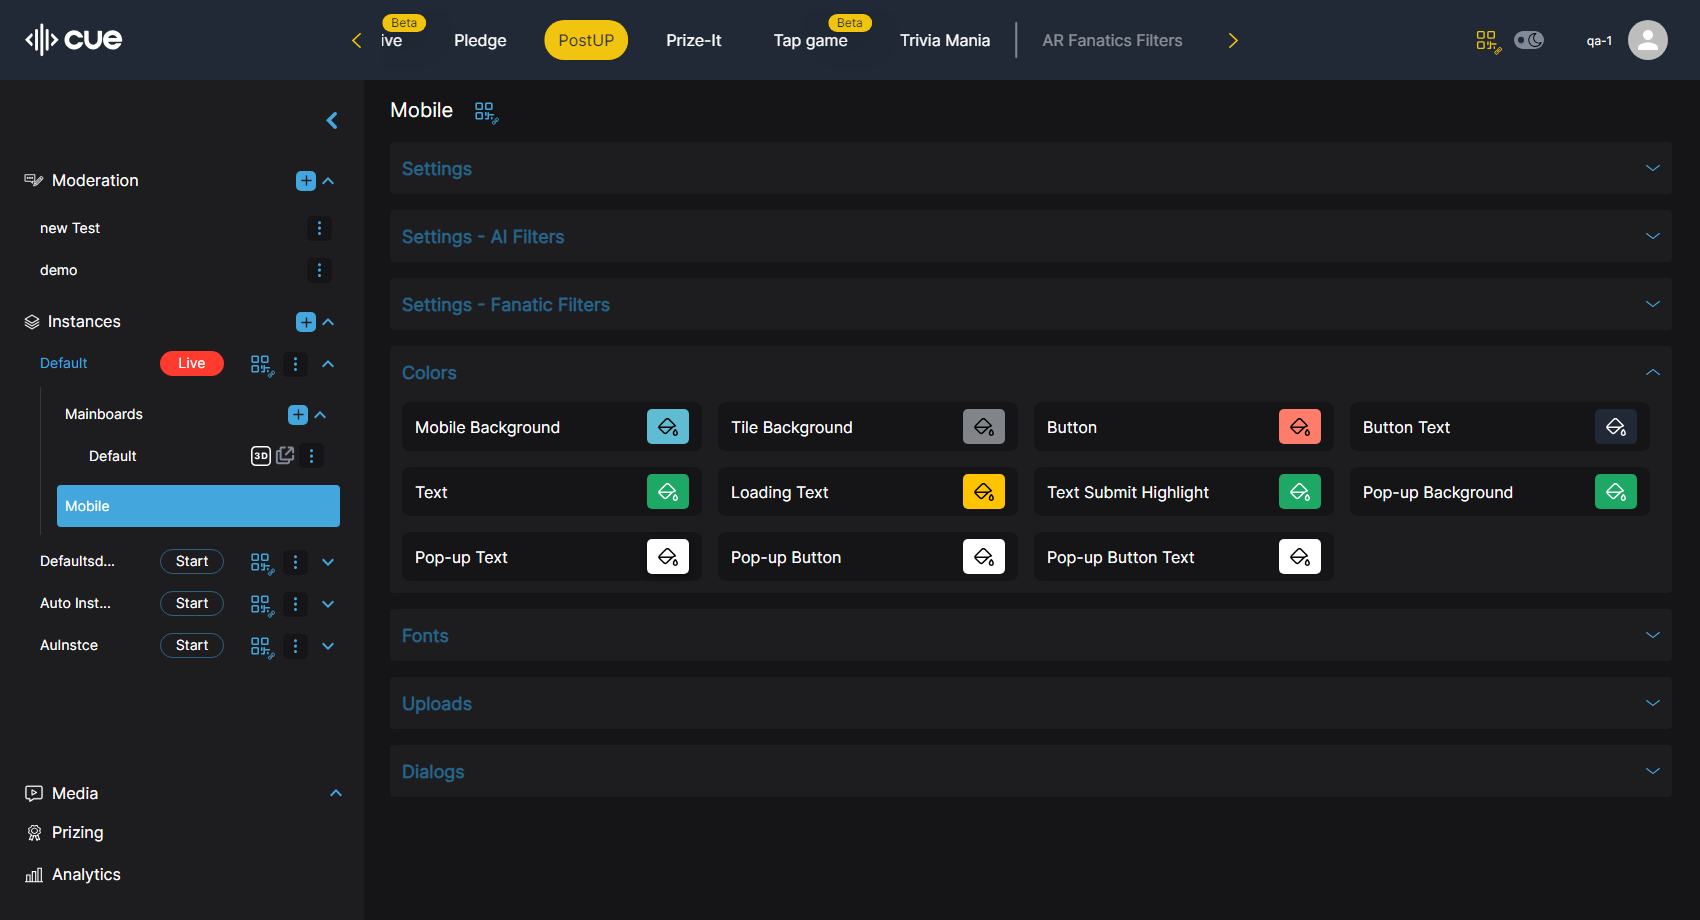 cue
Beta
ive
Pledge
PostUP
Prize-It
Beta
Tap game
Trivia Mania
AR Fanatics Filters
qa-1
Moderation
new Test
demo
Instances
Default
Live
Mainboards
Default
3D
Mobile
Defaultsd...
Start
Auto Inst...
Start
AuInstce
Start
Media
Prizing
Analytics
Mobile
Settings
Settings - AI Filters
Settings - Fanatic Filters
Colors
Mobile Background
Tile Background
Button
Button Text
Text
Loading Text
Text Submit Highlight
Pop-up Background
Pop-up Text
Pop-up Button
Pop-up Button Text
Fonts
Uploads
Dialogs